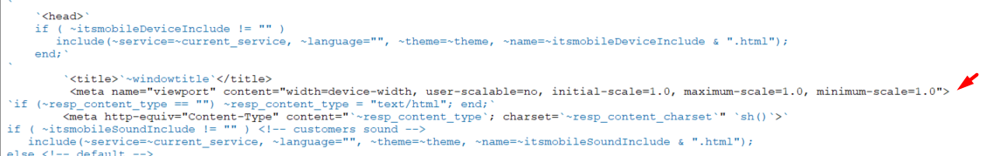 `
`<head>`
if ( ~itsmobileDeviceInclude != "" )
include(~service=~current_service, ~language="", ~theme=~theme, ~name=~itsmobileDeviceInclude & ".html");
end;`
`
`<title>`~windowtitle`</title>
<meta name="viewport" content="width=device-width, user-scalable=no, initial-scale=1.0, maximum-scale=1.0, minimum-scale=1.0">
`if (~resp_content_type == "") ~resp_content_type = "text/html"; end;`
<meta http-equiv="Content-Type" content="`~resp_content_type`; charset=`~resp_content_charset`" `sh()`>`
if ( ~itsmobileSoundInclude != "" ) <!-- customers sound -->
include(~service=~current_service, ~language="", ~theme=~theme, ~name=~itsmobileSoundInclude & ".html");
else <!-- default -->